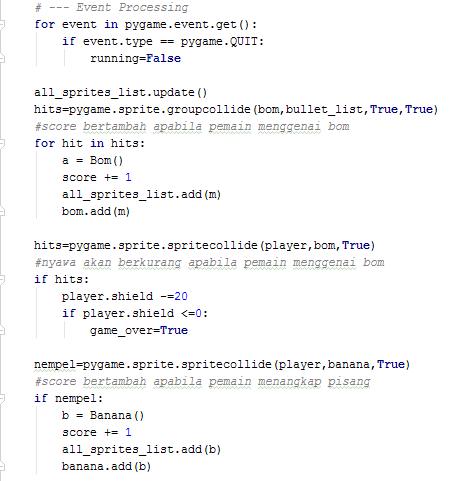 # --- Event Processing
for event in pygame.event.get():
if event.type == pygame.QUIT:
running=False
all_sprites_list.update()
hits=pygame.sprite.groupcollide(bom,bullet_list,True,True)
#score bertambah apabila pemain menggenai bom
for hit in hits:
a = Bom()
score += 1
all_sprites_list.add(m)
bom.add(m)
hits=pygame.sprite.spritecollide(player,bom,True)
#nyawa akan berkurang apabila pemain menggenai bom
if hits:
player.shield -=20
if player.shield <=0:
game_over=True
nempel=pygame.sprite.spritecollide(player,banana,True)
#score bertambah apabila pemain menangkap pisang
if nempel:
b = Banana()
score += 1
all_sprites_list.add(b)
banana.add(b)